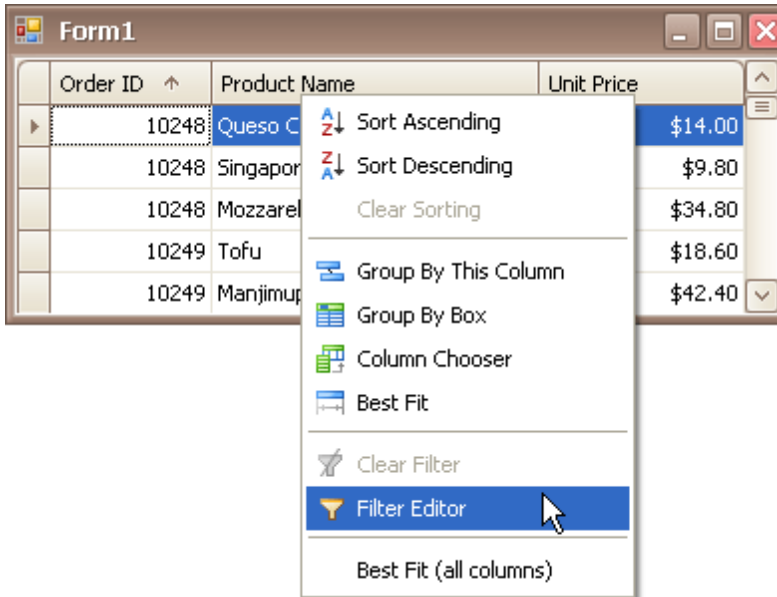 Form1
Order ID Product Name Unit Price
10248 Queso C $14.00
10248 Singapor $9.80
10248 Mozzarel $34.80
10249 Tofu $18.60
10249 Manjimup $42.40
Sort Ascending
Sort Descending
Clear Sorting
Group By This Column
Group By Box
Column Chooser
Best Fit
Clear Filter
Filter Editor
Best Fit (all columns)